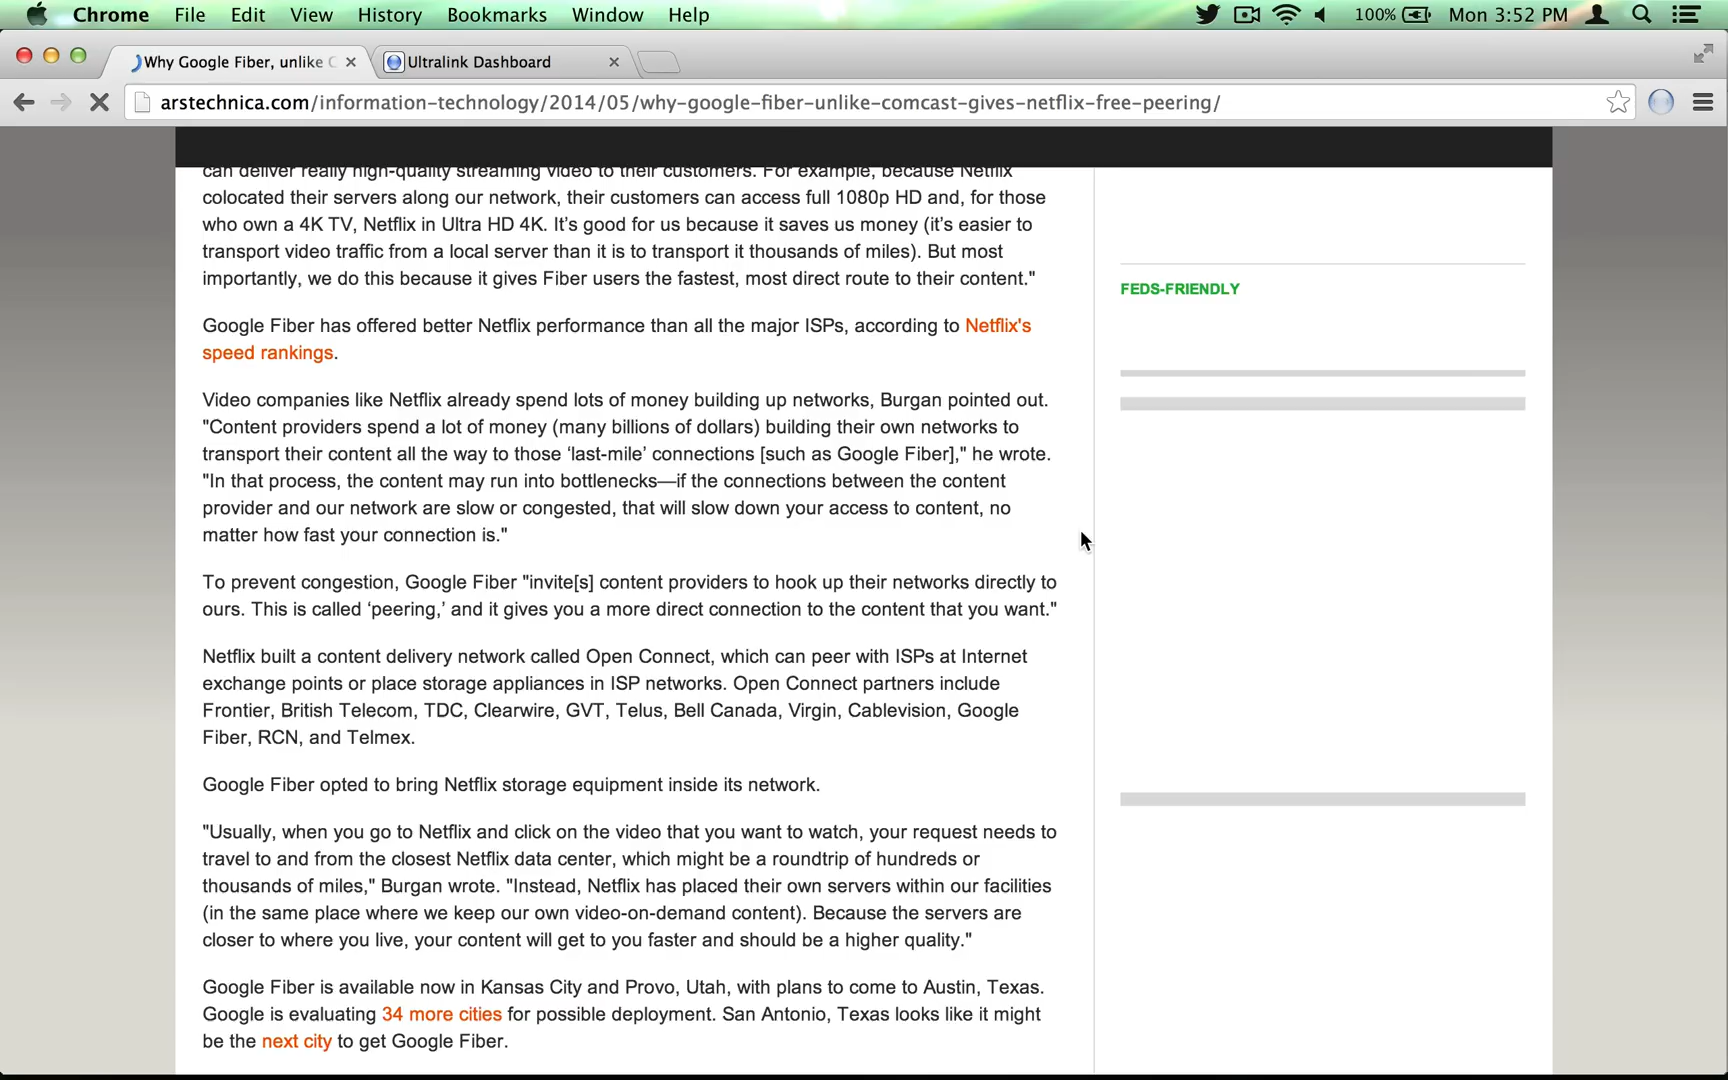 Chrome File Edit View History Bookmarks Window Help 100% Mon 3:52 PM
Why Google Fiber, unlike C Ultralink Dashboard
arstechnica.com/information-technology/2014/05/why-google-fiber-unlike-comcast-gives-netflix-free-peering/
can deliver really high-quality streaming video to their customers. For example, because Netflix
colocated their servers along our network, their customers can access full 1080p HD and, for those
who own a 4K TV, Netflix in Ultra HD 4K. It’s good for us because it saves us money (it’s easier to
transport video traffic from a local server than it is to transport it thousands of miles). But most
importantly, we do this because it gives Fiber users the fastest, most direct route to their content."
Google Fiber has offered better Netflix performance than all the major ISPs, according to Netflix's
speed rankings.
Video companies like Netflix already spend lots of money building up networks, Burgan pointed out.
"Content providers spend a lot of money (many billions of dollars) building their own networks to
transport their content all the way to those ‘last-mile’ connections [such as Google Fiber]," he wrote.
"In that process, the content may run into bottlenecks—if the connections between the content
provider and our network are slow or congested, that will slow down your access to content, no
matter how fast your connection is."
To prevent congestion, Google Fiber "invite[s] content providers to hook up their networks directly to
ours. This is called ‘peering,’ and it gives you a more direct connection to the content that you want."
Netflix built a content delivery network called Open Connect, which can peer with ISPs at Internet
exchange points or place storage appliances in ISP networks. Open Connect partners include
Frontier, British Telecom, TDC, Clearwire, GVT, Telus, Bell Canada, Virgin, Cablevision, Google
Fiber, RCN, and Telmex.
Google Fiber opted to bring Netflix storage equipment inside its network.
"Usually, when you go to Netflix and click on the video that you want to watch, your request needs to
travel to and from the closest Netflix data center, which might be a roundtrip of hundreds or
thousands of miles," Burgan wrote. "Instead, Netflix has placed their own servers within our facilities
(in the same place where we keep our own video-on-demand content). Because the servers are
closer to where you live, your content will get to you faster and should be a higher quality."
Google Fiber is available now in Kansas City and Provo, Utah, with plans to come to Austin, Texas.
Google is evaluating 34 more cities for possible deployment. San Antonio, Texas looks like it might
be the next city to get Google Fiber.
FEDS-FRIENDLY